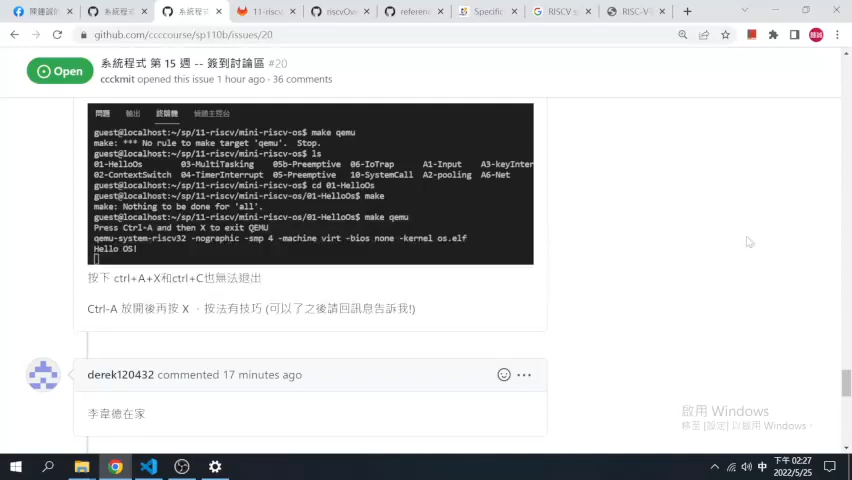 陳鍾誠的
系統程式
系統程式
11-riscv
riscvOw
referenc
Specific
RISCV s
RISC-V
github.com/ccccourse/sp110b/issues/20
Open
系統程式 第 15 週 -- 簽到討論區 #20
ccckmit opened this issue 1 hour ago · 36 comments
問題 輸出 終端機 偵錯主控台
guest@localhost:~/sp/11-riscv/mini-riscv-os$ make qemu
make: *** No rule to make target 'qemu'.  Stop.
guest@localhost:~/sp/11-riscv/mini-riscv-os$ ls
01-HelloOs 03-MultiTasking 05b-Preemptive 06-IoTrap A1-Input A3-keyInter
02-ContextSwitch 04-TimerInterrupt 05-Preemptive 10-SystemCall A2-pooling A6-Net
guest@localhost:~/sp/11-riscv/mini-riscv-os$ cd 01-HelloOs
guest@localhost:~/sp/11-riscv/mini-riscv-os/01-HelloOs$ make
make: Nothing to be done for 'all'.
guest@localhost:~/sp/11-riscv/mini-riscv-os/01-HelloOs$ make qemu
Press Ctrl-A and then X to exit QEMU
qemu-system-riscv32 -nographic -smp 4 -machine virt -bios none -kernel os.elf
Hello OS!
按下 ctrl+A+X和ctrl+C也無法退出
Ctrl-A 放開後再按 X ，按法有技巧 (可以了之後請回訊息告訴我!)
derek120432 commented 17 minutes ago
李韋德在家
啟用 Windows
移至 [設定] 以啟用 Windows。
中
下午 02:27
2022/5/25